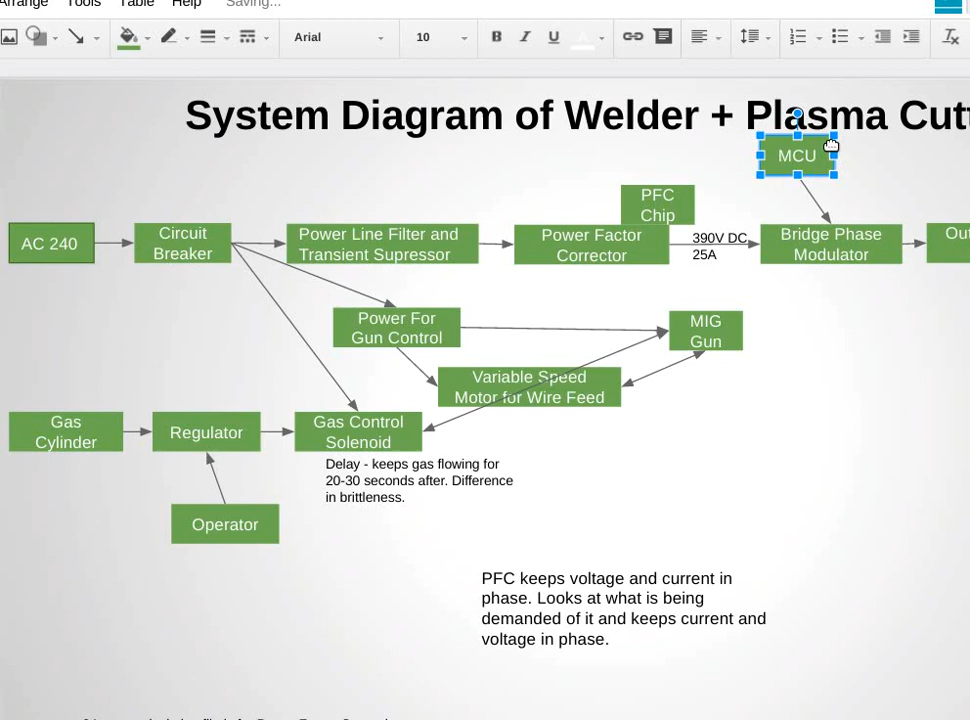 Arrange Tools Table Help Saving...
Arial 10 B I U
System Diagram of Welder + Plasma
MCU
PFC
Chip
AC 240
Circuit
Breaker
Power Line Filter and
Transient Supressor
Power Factor
Corrector
390V DC
25A
Bridge Phase
Modulator
Power For
Gun Control
MIG
Gun
Variable Speed
Motor for Wire Feed
Gas
Cylinder
Regulator
Gas Control
Solenoid
Delay - keeps gas flowing for
20-30 seconds after. Difference
in brittleness.
Operator
PFC keeps voltage and current in
phase. Looks at what is being
demanded of it and keeps current and
voltage in phase.